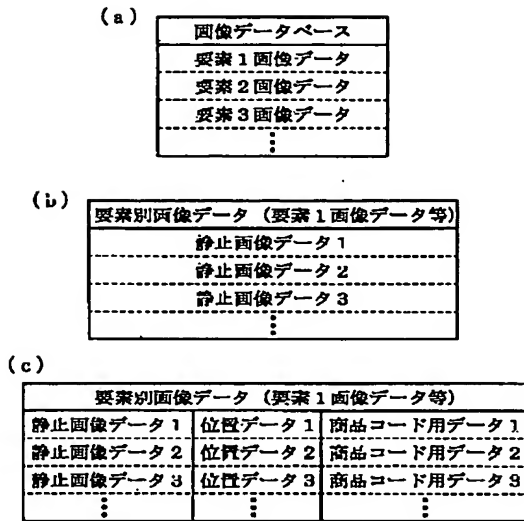 (a)
画像データベース
要素1画像データ
要素2画像データ
要素3画像データ
(b)
要素別画像データ (要素1画像データ等)
静止画像データ1
静止画像データ2
静止画像データ3
(c)
要素別画像データ (要素1画像データ等)
静止画像データ1 位置データ1 商品コード用データ1
静止画像データ2 位置データ2 商品コード用データ2
静止画像データ3 位置データ3 商品コード用データ3